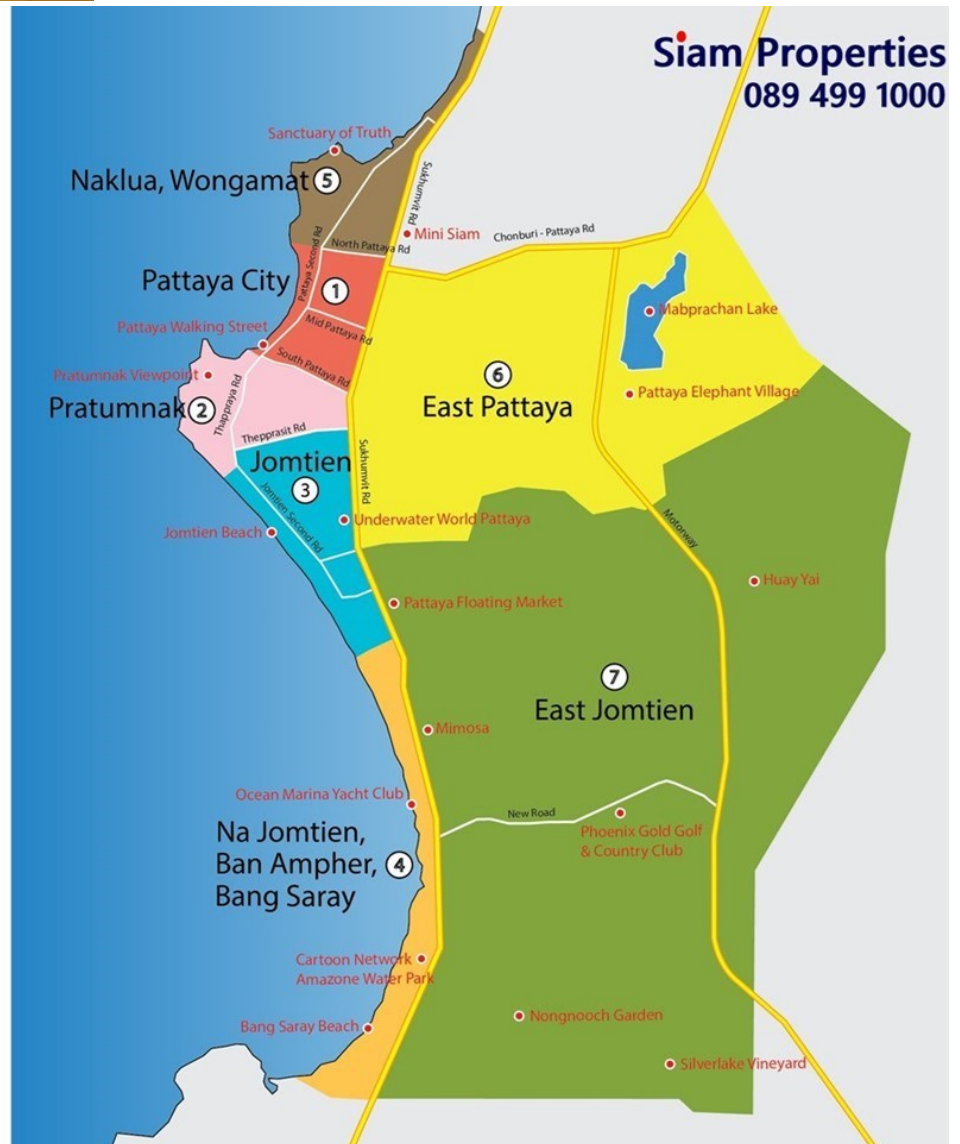 Siam Properties
089 499 1000
Sanctuary of Truth
Naklua, Wongamat 5
Sukhumvit Rd
Mini Siam
Chonburi - Pattaya Rd
North Pattaya Rd
Pattaya Second Rd
Pattaya City
1
Mabprachan Lake
Mid Pattaya Rd
Pattaya Walking Street
South Pattaya Rd
Pratumnak Viewpoint
6
East Pattaya
Pattaya Elephant Village
Pratumnak 2
Thappraya Rd
Thepprasit Rd
Jomtien
3
Sukhumvit Rd
Jomtien Second Rd
Underwater World Pattaya
Jomtien Beach
Motorway
Huay Yai
Pattaya Floating Market
7
East Jomtien
Mimosa
Ocean Marina Yacht Club
New Road
Phoenix Gold Golf
& Country Club
Na Jomtien,
Ban Ampher, 4
Bang Saray
Cartoon Network
Amazone Water Park
Nongnooch Garden
Bang Saray Beach
Silverlake Vineyard